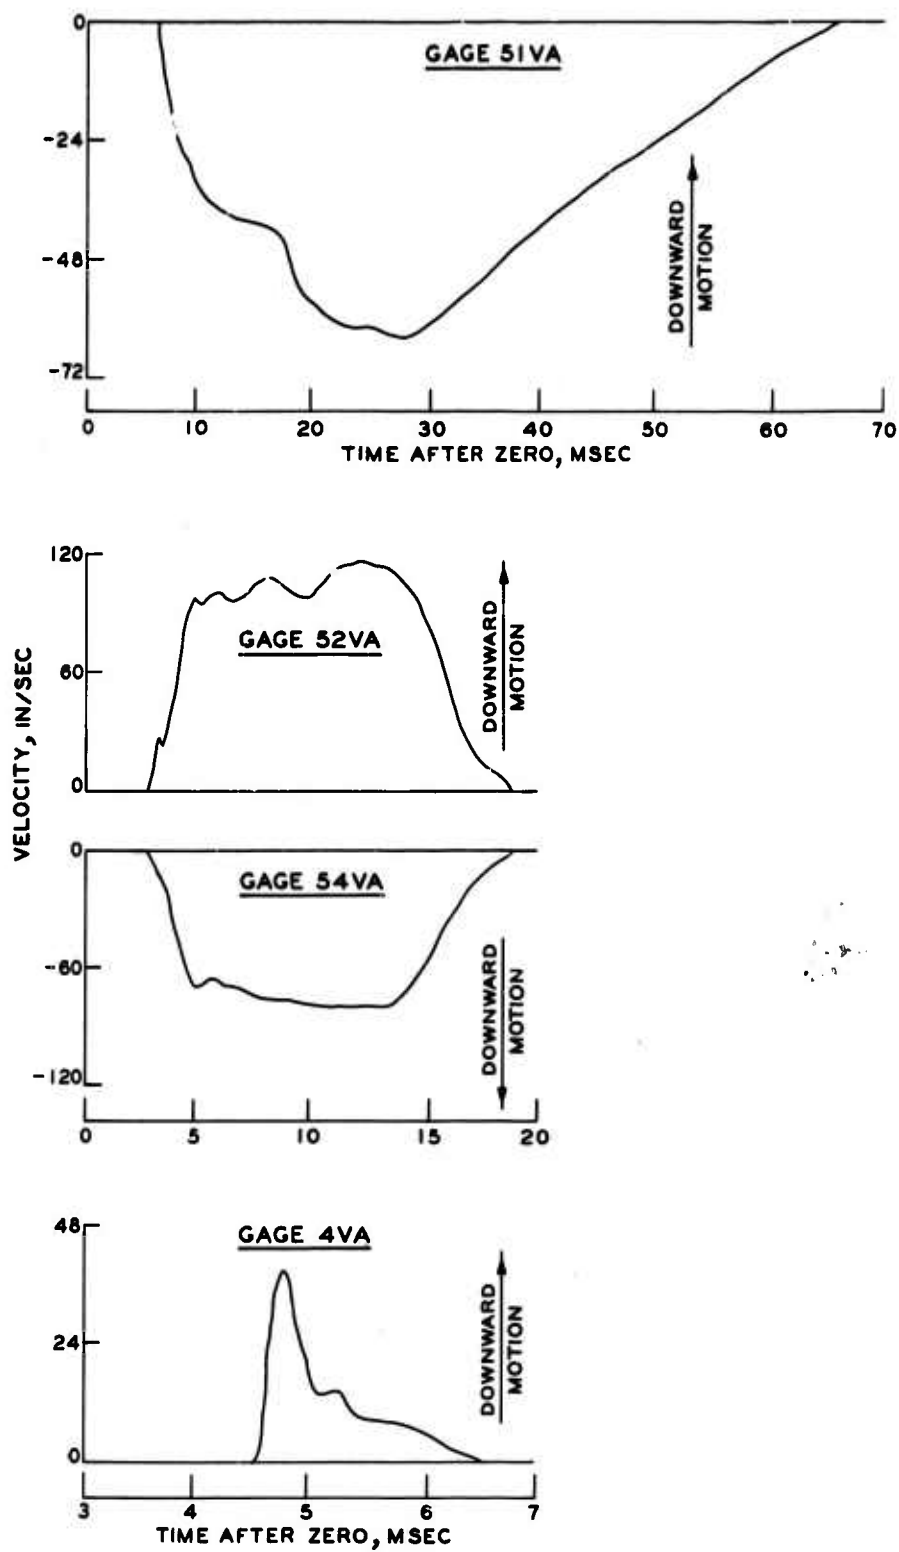 0
GAGE 51VA
-24
-48
-72
DOWNWARD
MOTION
0 10 20 30 40 50 60 70
TIME AFTER ZERO, MSEC
VELOCITY, IN/SEC
120
60
0
GAGE 52VA
DOWNWARD
MOTION
0
GAGE 54VA
-60
-120
DOWNWARD
MOTION
0 5 10 15 20
48
GAGE 4VA
24
0
DOWNWARD
MOTION
3 4 5 6 7
TIME AFTER ZERO, MSEC